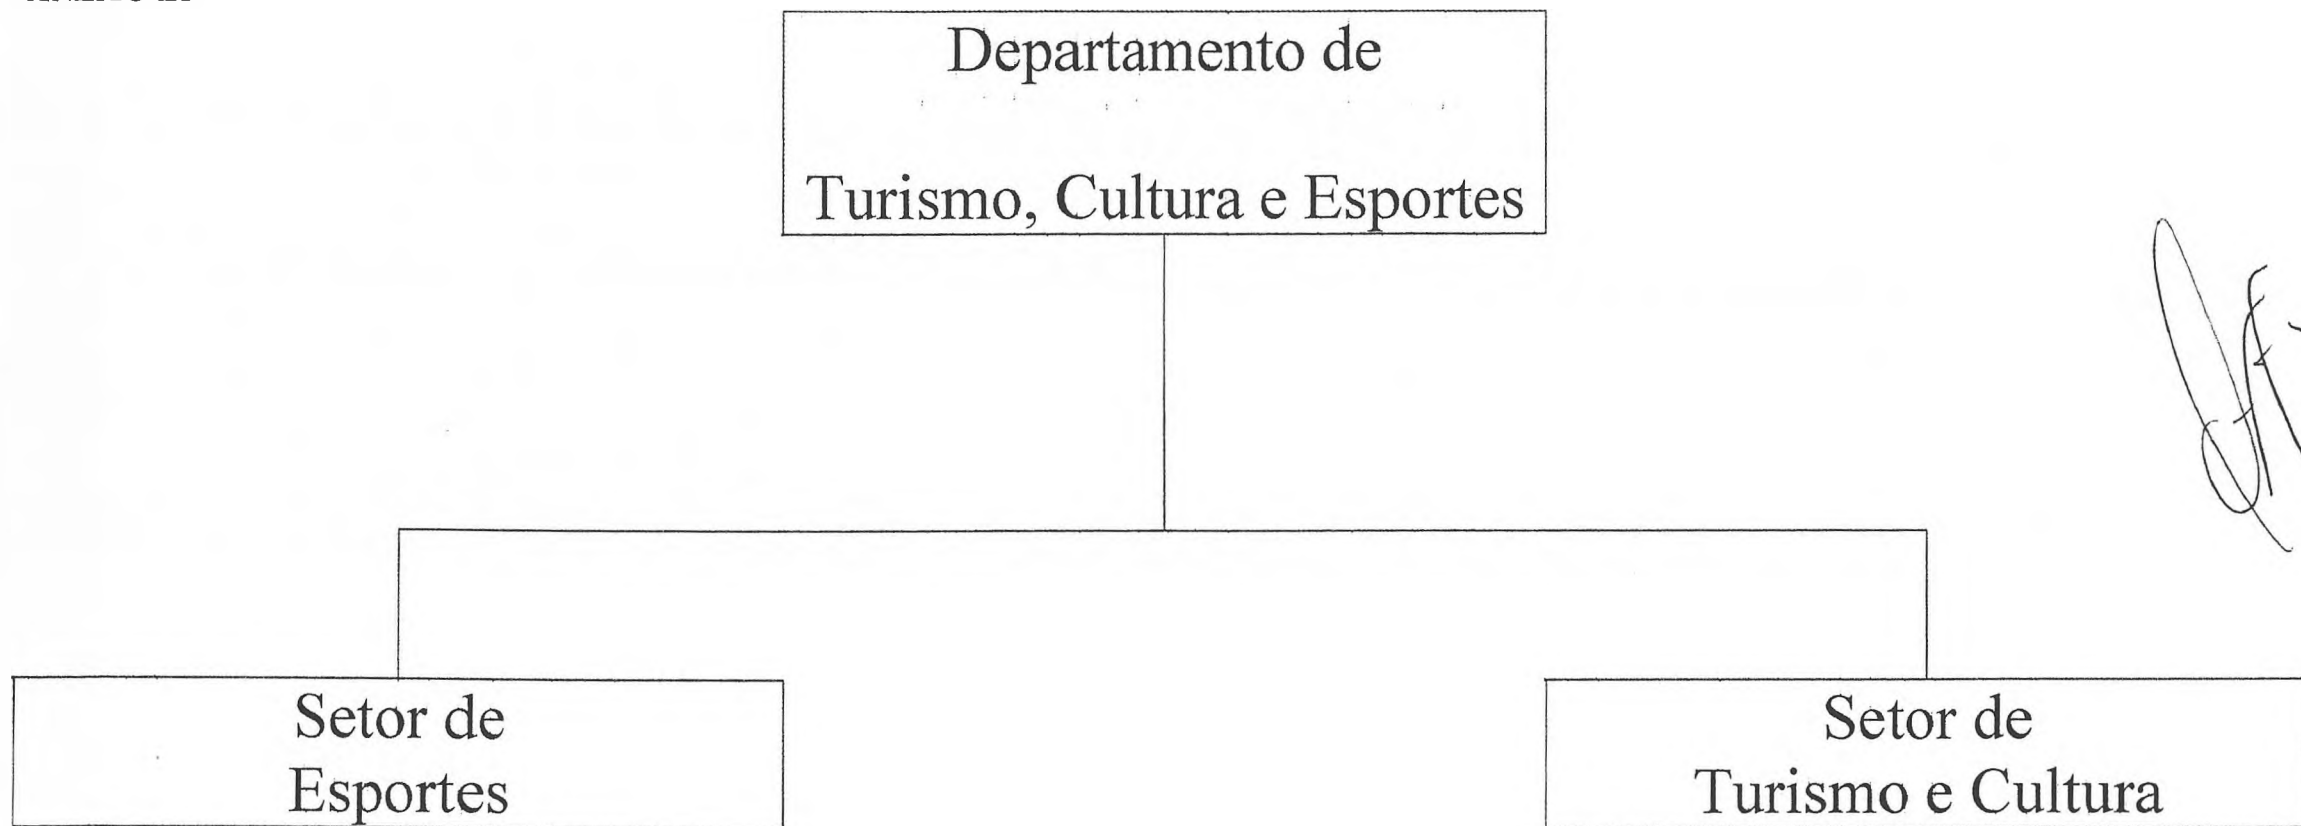 Departamento de
Turismo, Cultura e Esportes
Setor de
Esportes
Setor de
Turismo e Cultura